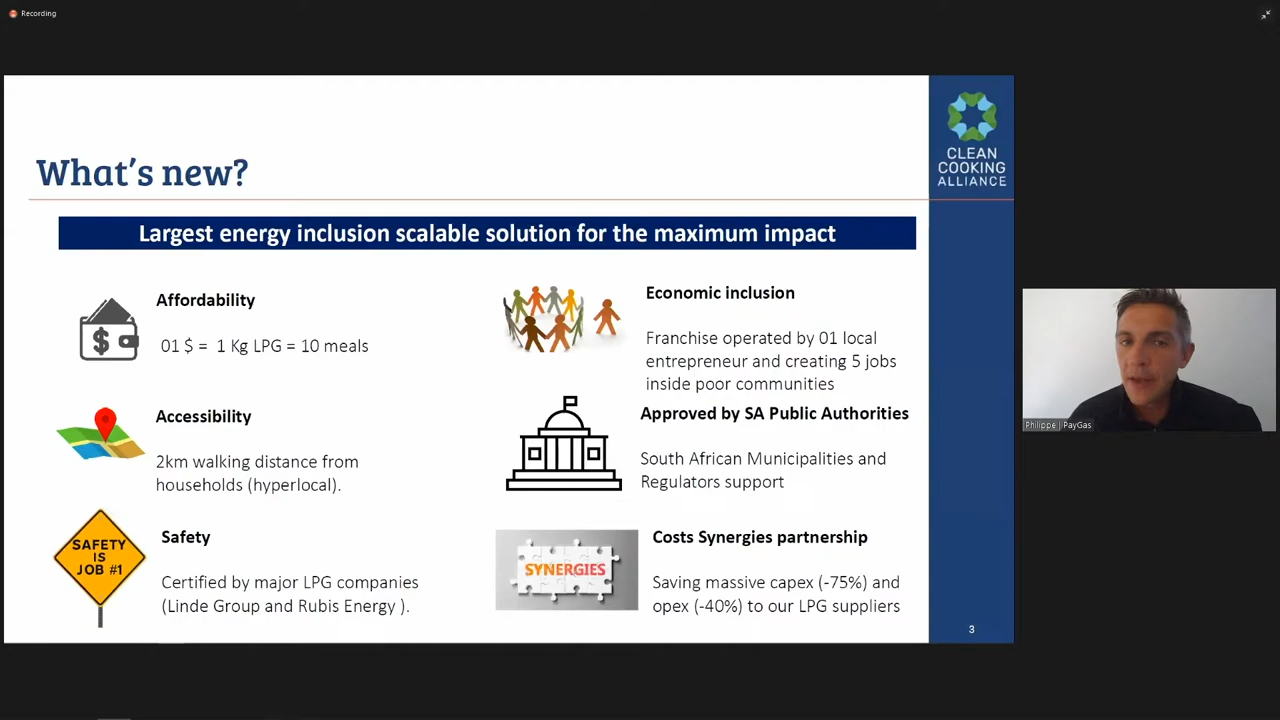 Recording
What's new?
CLEAN
COOKING
ALLIANCE
Largest energy inclusion scalable solution for the maximum impact
Affordability
01 $ = 1 Kg LPG = 10 meals
Accessibility
2km walking distance from
households (hyperlocal).
SAFETY
IS
JOB #1
Safety
Certified by major LPG companies
(Linde Group and Rubis Energy ).
Economic inclusion
Franchise operated by 01 local
entrepreneur and creating 5 jobs
inside poor communities
Approved by SA Public Authorities
South African Municipalities and
Regulators support
SYNERGIES
Costs Synergies partnership
Saving massive capex (-75%) and
opex (-40%) to our LPG suppliers
3
Philippe | PayGas